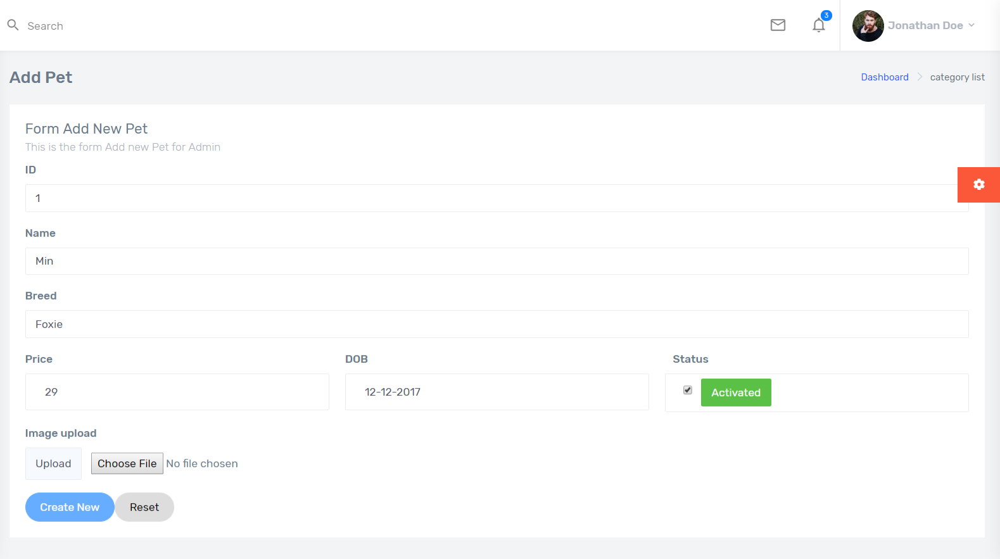 Search
3
Jonathan Doe
Add Pet
Dashboard
category list
Form Add New Pet
This is the form Add new Pet for Admin
ID
1
Name
Min
Breed
Foxie
Price
DOB
Status
29
12-12-2017
Activated
Image upload
Upload
Choose File No file chosen
Create New
Reset